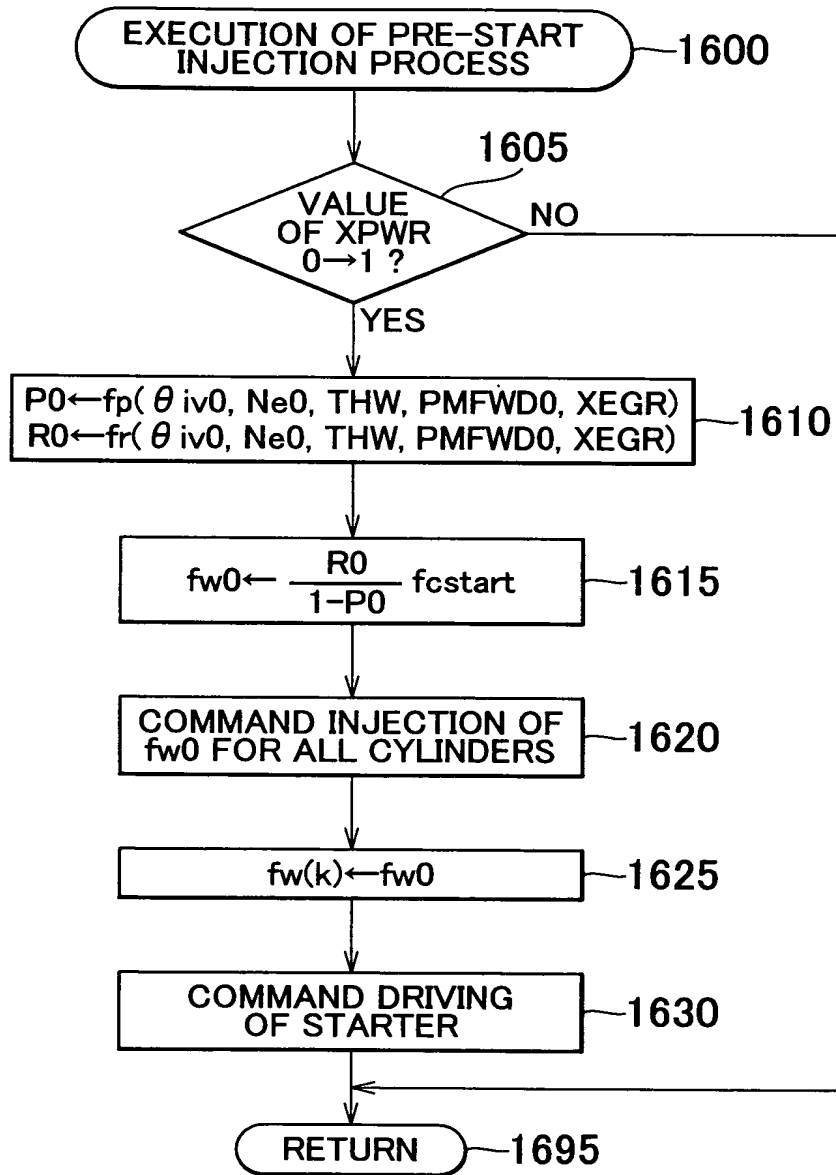 EXECUTION OF PRE-START
INJECTION PROCESS
1600
1605
VALUE
OF XPWR
0→1 ?
NO
YES
P0←fp(θiv0, Ne0, THW, PMFWD0, XEGR)
R0←fr(θiv0, Ne0, THW, PMFWD0, XEGR)
1610
fw0← R0/1-P0 fcstart
1615
COMMAND INJECTION OF
fw0 FOR ALL CYLINDERS
1620
fw(k)←fw0
1625
COMMAND DRIVING
OF STARTER
1630
RETURN
1695